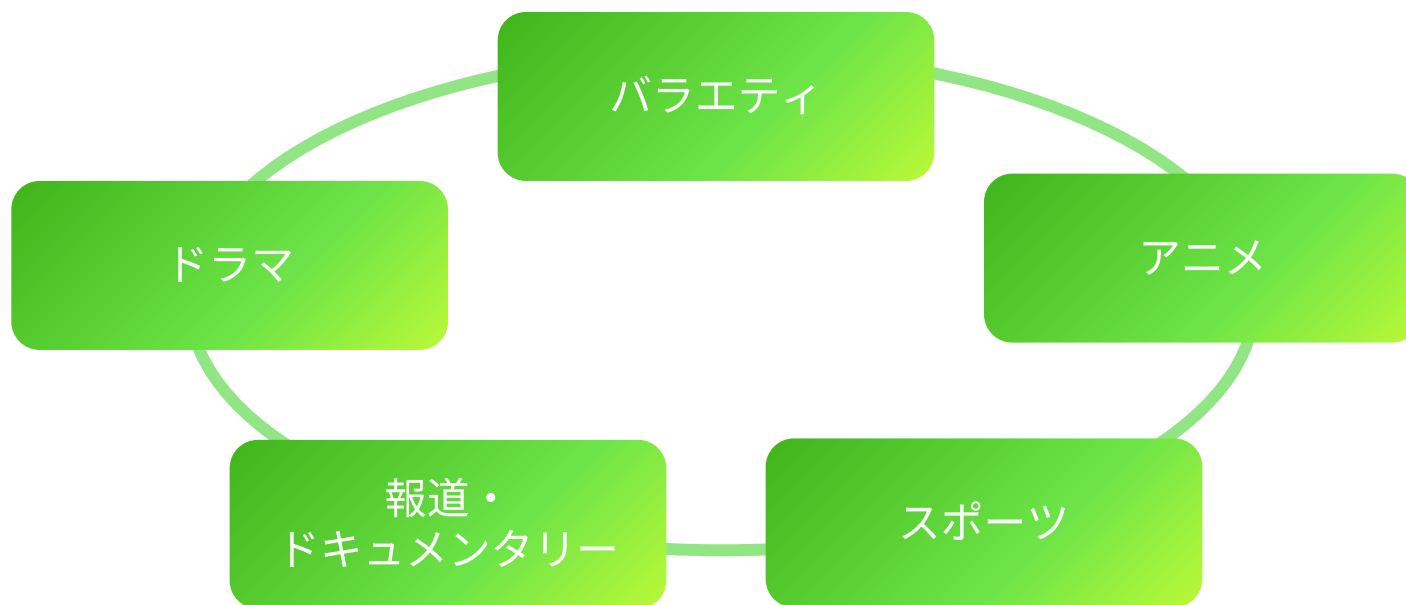 バラエティ
ドラマ
アニメ
報道・
ドキュメンタリー
スポーツ